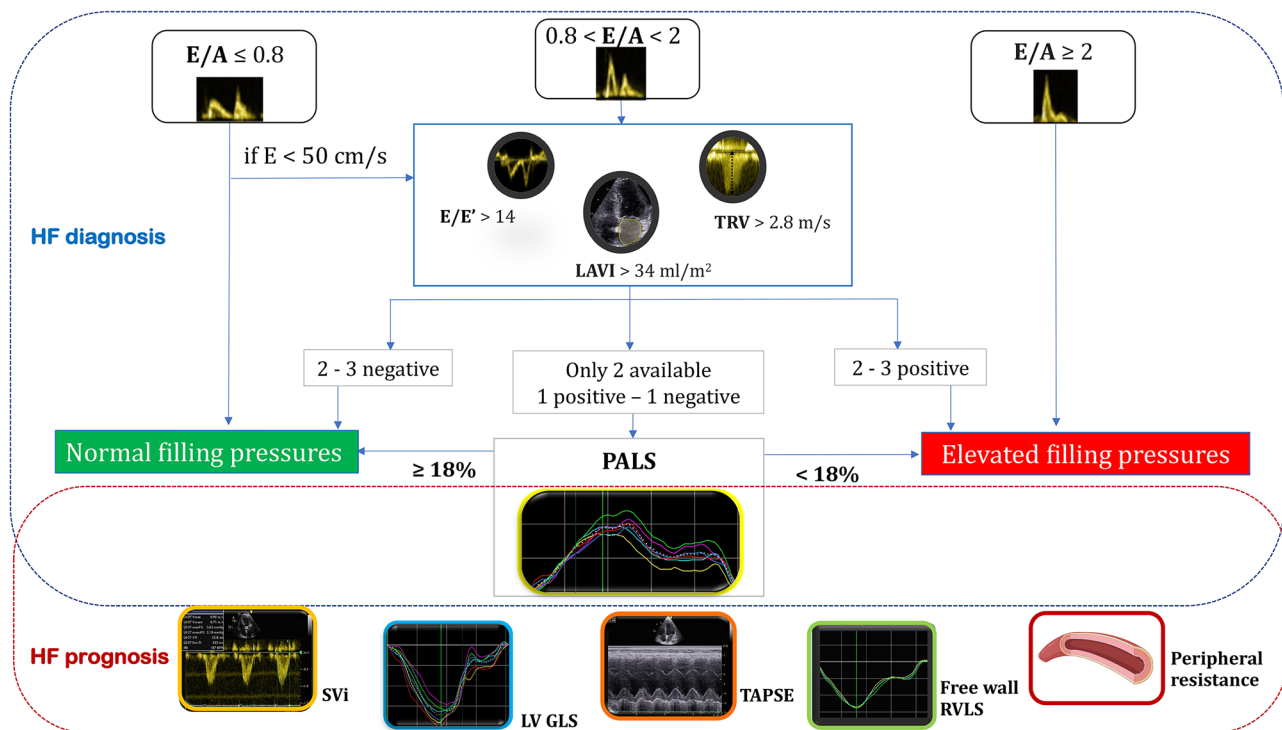 E/A ≤ 0.8
0.8 < E/A < 2
E/A ≥ 2
if E < 50 cm/s
E/E' > 14
TRV > 2.8 m/s
LAVI > 34 ml/m²
HF diagnosis
2 - 3 negative
Only 2 available
1 positive – 1 negative
2 - 3 positive
Normal filling pressures
≥ 18%
PALS
< 18%
Elevated filling pressures
HF prognosis
SVi
LV GLS
TAPSE
Free wall
RVLS
Peripheral
resistance